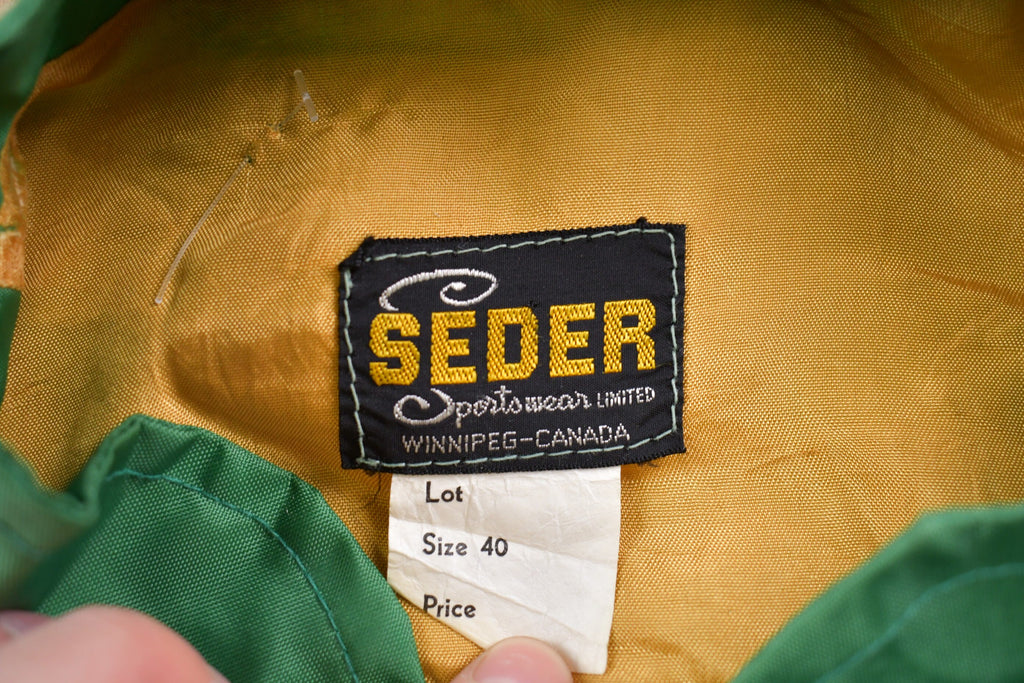 SEDER
Sportswear LIMITED
WINNIPEG-CANADA
Lot
Size 40
Price